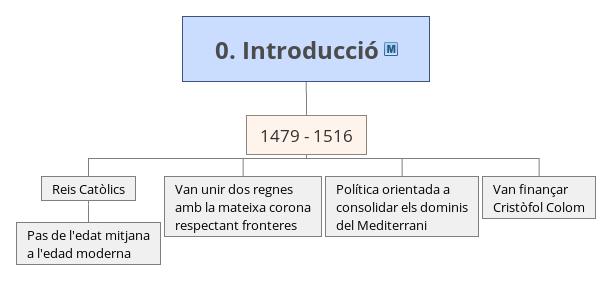 0. Introducció M
1479 - 1516
Reis Catòlics
Pas de l'edat mitjana
a l'edad moderna
Van unir dos regnes
amb la mateixa corona
respectant fronteres
Política orientada a
consolidar els dominis
del Mediterrani
Van finançar
Cristòfol Colom